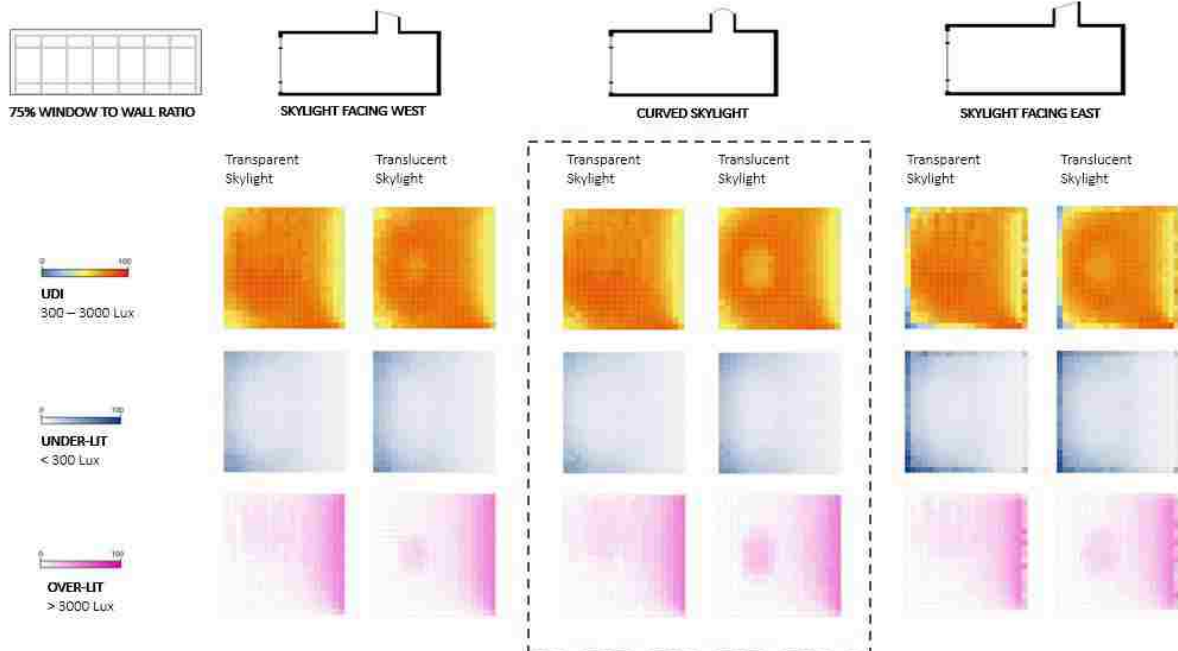 75% WINDOW TO WALL RATIO
SKYLIGHT FACING WEST
CURVED SKYLIGHT
SKYLIGHT FACING EAST
Transparent
Skylight
Translucent
Skylight
Transparent
Skylight
Translucent
Skylight
Transparent
Skylight
Translucent
Skylight
0 100
UDI
300 – 3000 Lux
0 100
UNDER-LIT
< 300 Lux
0 100
OVER-LIT
> 3000 Lux